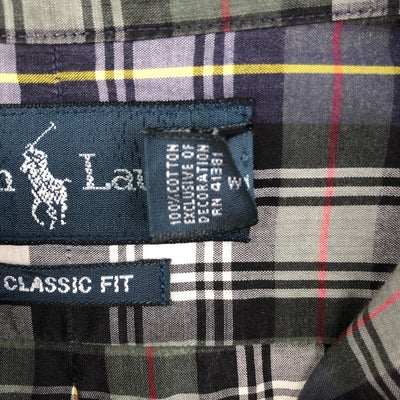 Lau
100% COTTON
EXCLUSIVE OF
DECORATION
RN 41381
CLASSIC FIT